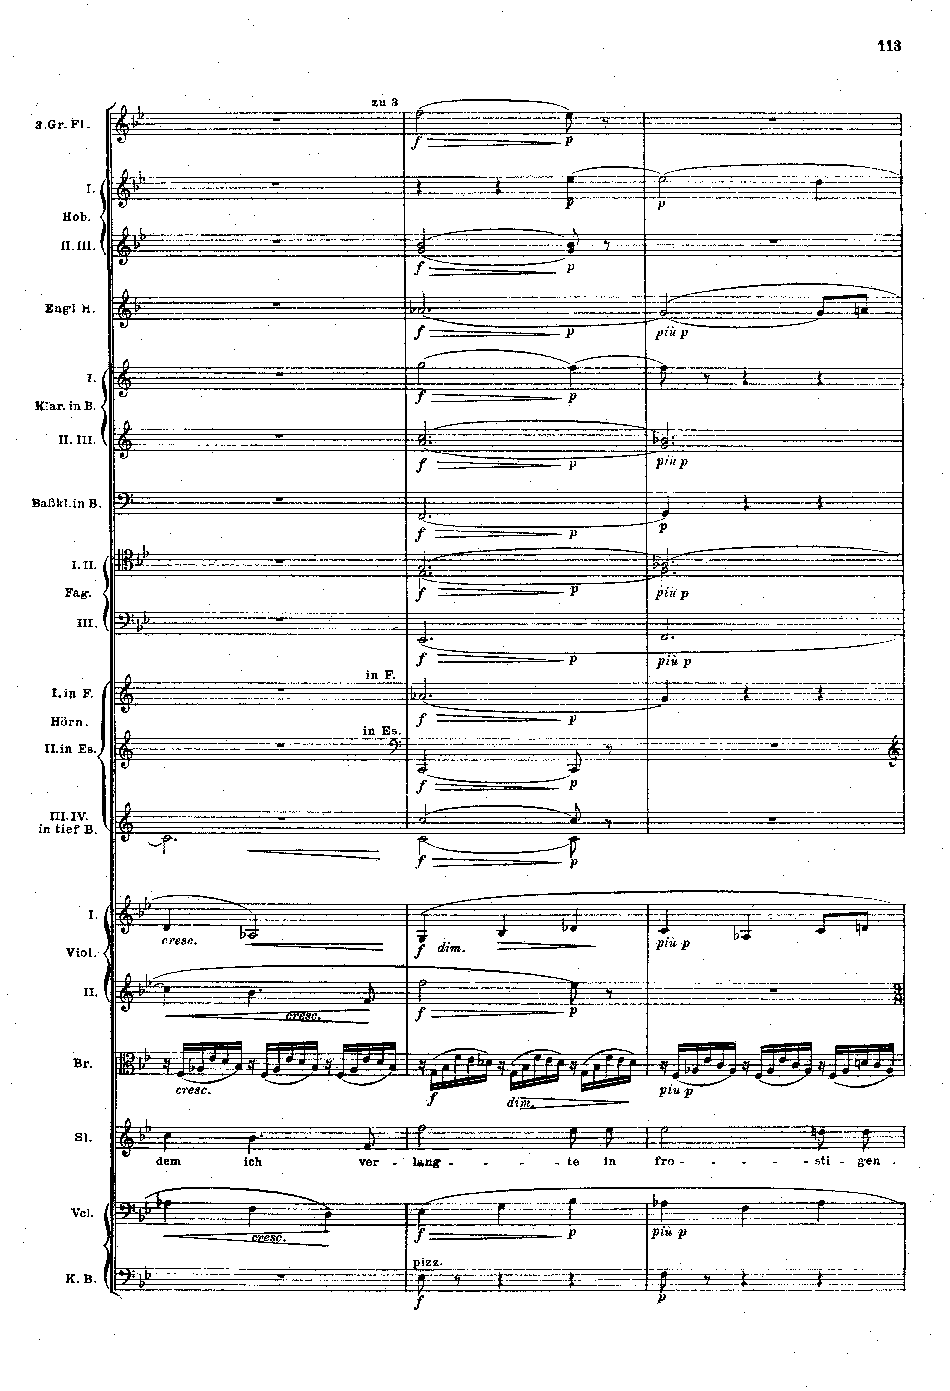 113
zu 3
3.Gr. Fl.
f p
I.
p p
Hob.
II. III.
f p
Engl H.
f p più p
I.
f p
Klar. in B.
II. III.
f p più p
Baßkl. in B.
f p p
I. II.
f p più p
Fag.
III.
f p più p
in F.
I. in F.
f p
Hörn.
in Es.
II. in Es.
f p
III. IV.
in tief B.
f p
I.
cresc. f dim. più p
Viol.
II.
cresc. f p
Br.
cresc. f dim. più p
Sl.
dem ich ver - lang - - - - te in fro - - - - sti - gen -
Vcl.
cresc. f p più p
pizz.
K. B.
f p